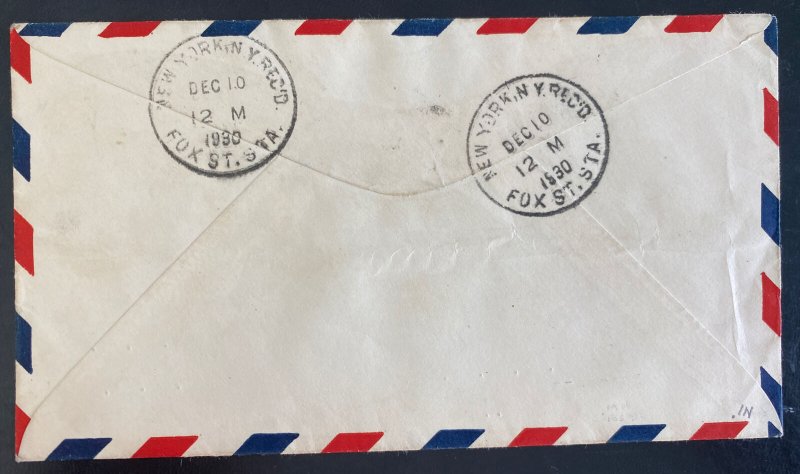 NEW YORK, N.Y. REC'D.
DEC 10
12 M
1930
FOX ST. STA.
NEW YORK, N.Y. REC'D.
DEC 10
12 M
1930
FOX ST. STA.